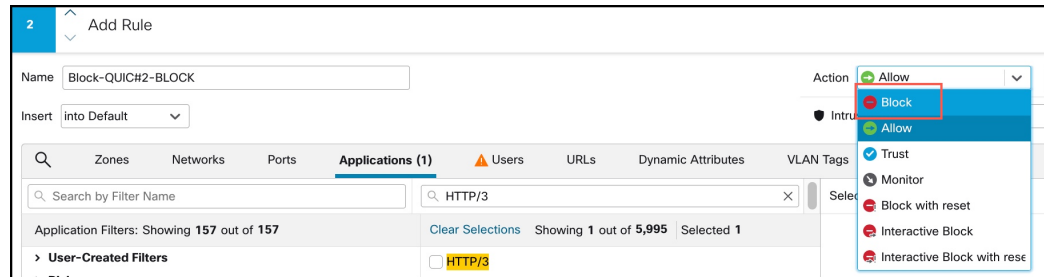 2 Add Rule
Name Block-QUIC#2-BLOCK Action Allow
Block
Insert into Default Intru
Allow
Zones Networks Ports Applications (1) Users URLs Dynamic Attributes VLAN Tags Trust
Monitor
Search by Filter Name HTTP/3 Selec
Block with reset
Application Filters: Showing 157 out of 157 Clear Selections Showing 1 out of 5,995 Selected 1 Interactive Block
User-Created Filters HTTP/3 Interactive Block with rese